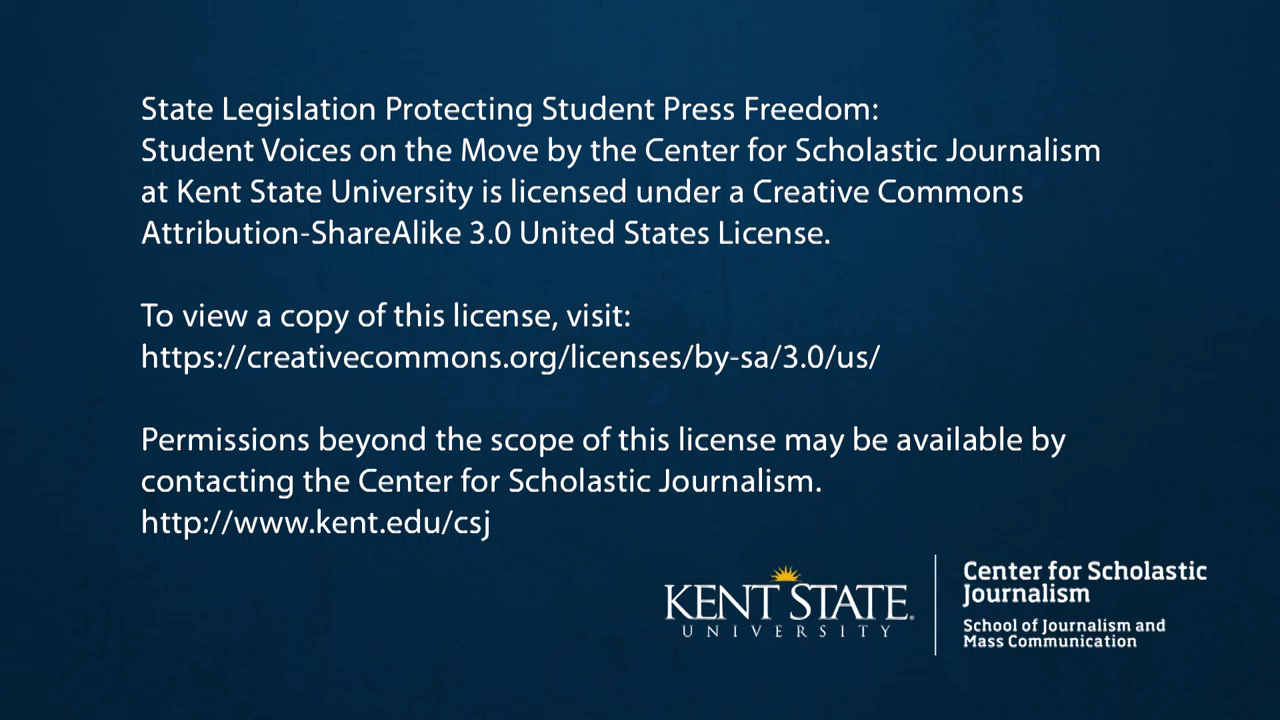 State Legislation Protecting Student Press Freedom:
Student Voices on the Move by the Center for Scholastic Journalism
at Kent State University is licensed under a Creative Commons
Attribution-ShareAlike 3.0 United States License.
To view a copy of this license, visit:
https://creativecommons.org/licenses/by-sa/3.0/us/
Permissions beyond the scope of this license may be available by
contacting the Center for Scholastic Journalism.
http://www.kent.edu/csj
KENT STATE®
UNIVERSITY
Center for Scholastic
Journalism
School of Journalism and
Mass Communication